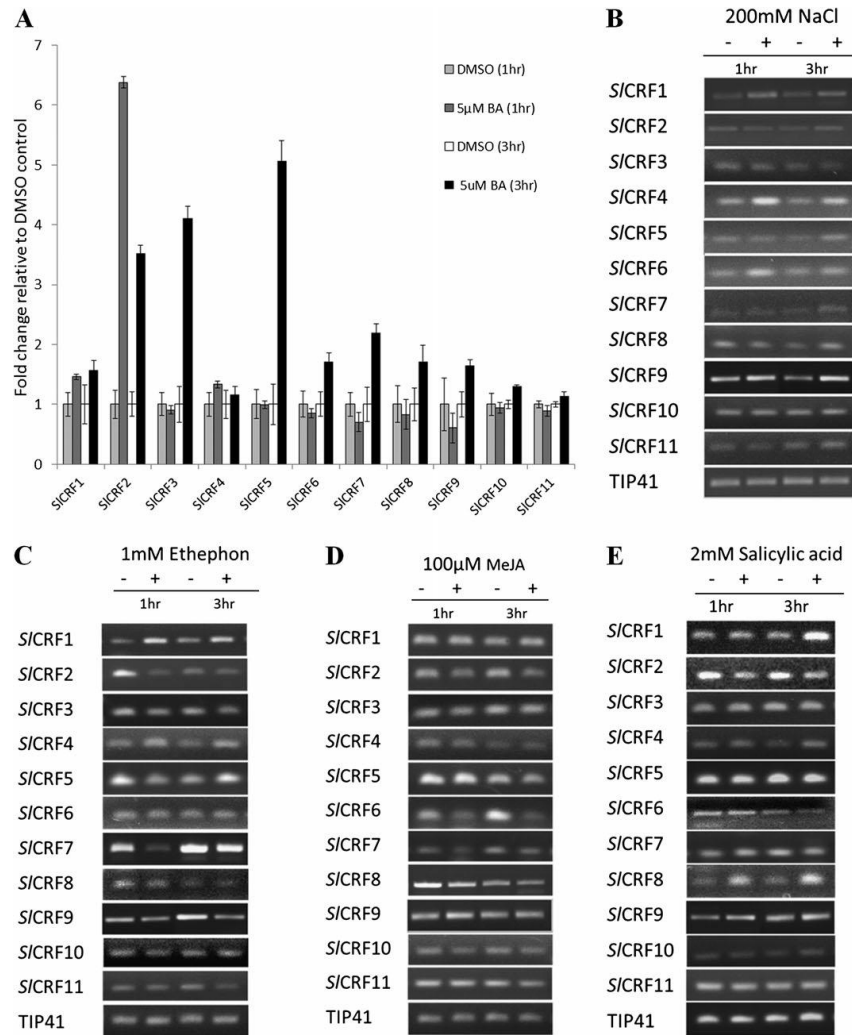 A
7
6
5
4
3
2
1
0
Fold change relative to DMSO control
DMSO (1hr)
5µM BA (1hr)
DMSO (3hr)
5uM BA (3hr)
SlCRF1
SlCRF2
SlCRF3
SlCRF4
SlCRF5
SlCRF6
SlCRF7
SlCRF8
SlCRF9
SlCRF10
SlCRF11
B
200mM NaCl
- + - +
1hr 3hr
SlCRF1
SlCRF2
SlCRF3
SlCRF4
SlCRF5
SlCRF6
SlCRF7
SlCRF8
SlCRF9
SlCRF10
SlCRF11
TIP41
C
1mM Ethephon
- + - +
1hr 3hr
SlCRF1
SlCRF2
SlCRF3
SlCRF4
SlCRF5
SlCRF6
SlCRF7
SlCRF8
SlCRF9
SlCRF10
SlCRF11
TIP41
D
100µM MeJA
- + - +
1hr 3hr
SlCRF1
SlCRF2
SlCRF3
SlCRF4
SlCRF5
SlCRF6
SlCRF7
SlCRF8
SlCRF9
SlCRF10
SlCRF11
TIP41
E
2mM Salicylic acid
- + - +
1hr 3hr
SlCRF1
SlCRF2
SlCRF3
SlCRF4
SlCRF5
SlCRF6
SlCRF7
SlCRF8
SlCRF9
SlCRF10
SlCRF11
TIP41